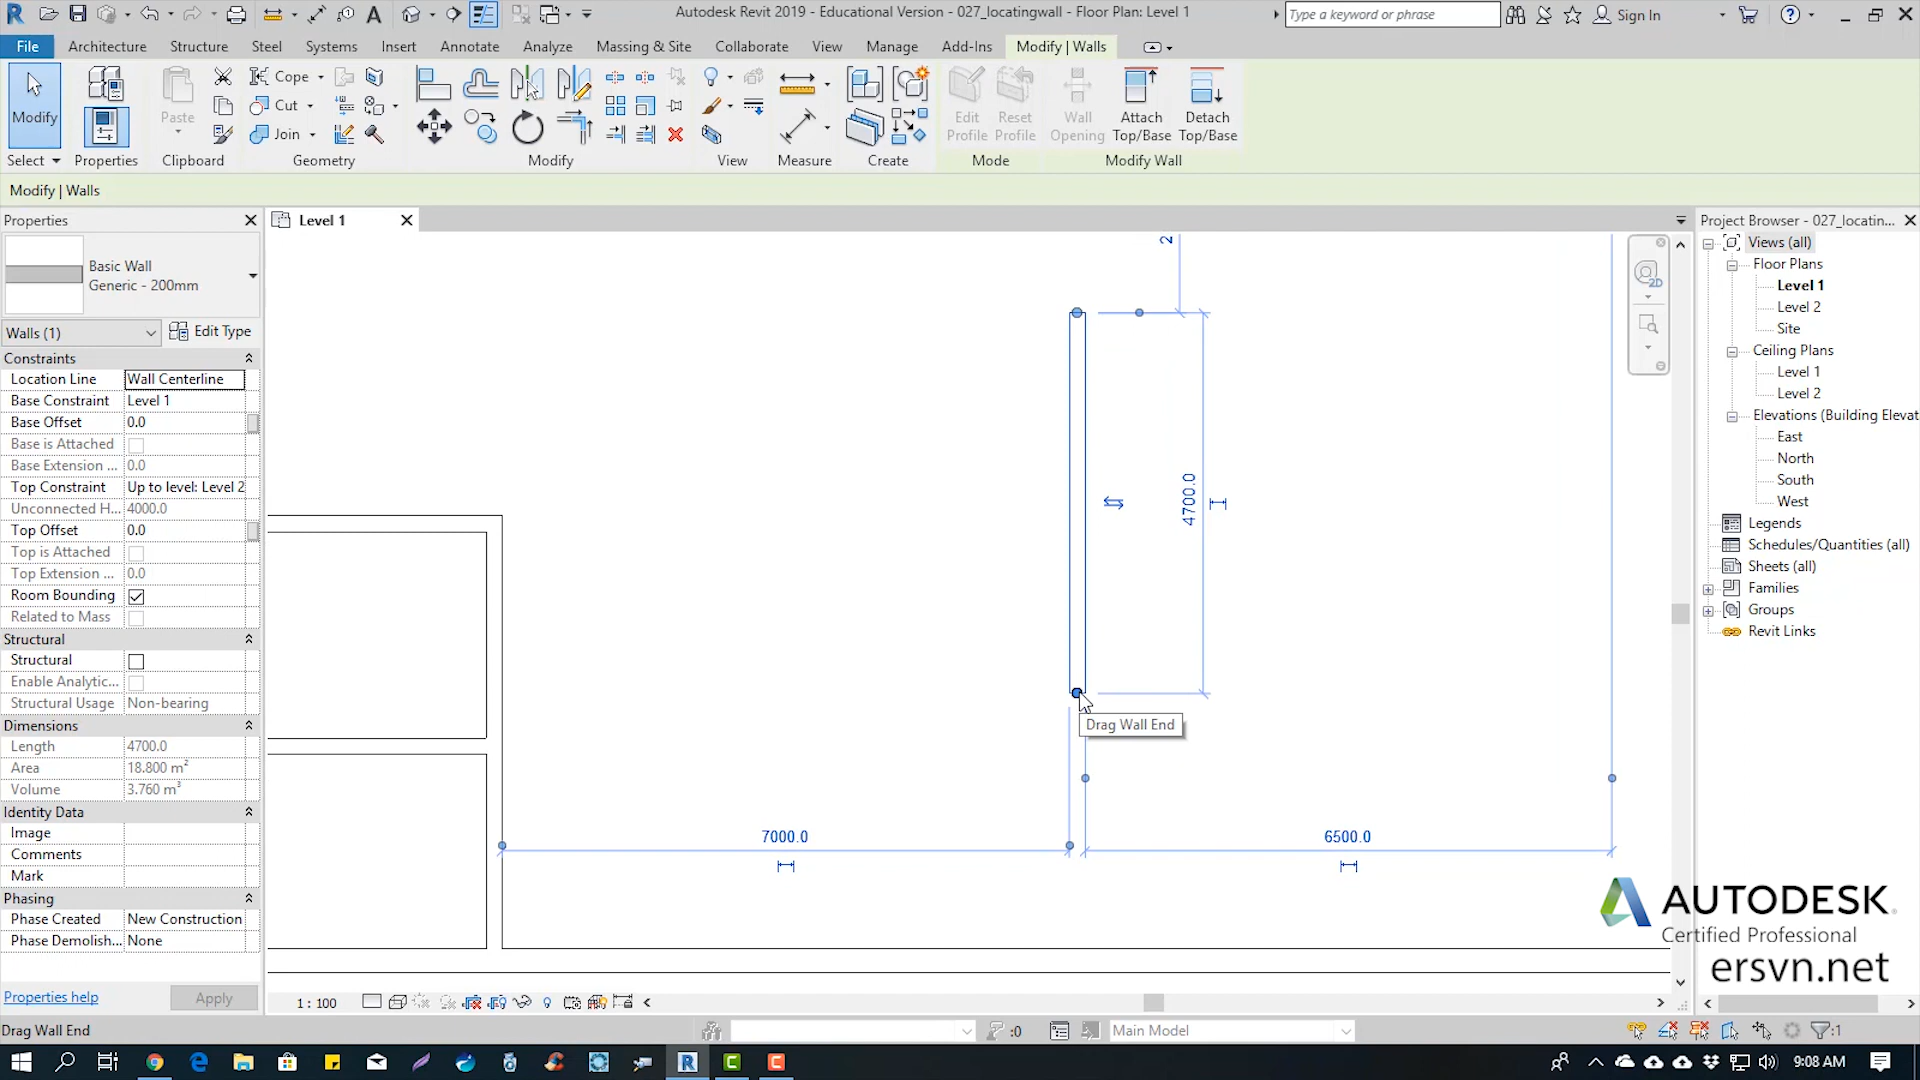 Autodesk Revit 2019 - Educational Version - 027_locatingwall - Floor Plan: Level 1
Type a keyword or phrase
Sign In
File
Architecture
Structure
Steel
Systems
Insert
Annotate
Analyze
Massing & Site
Collaborate
View
Manage
Add-Ins
Modify | Walls
Modify
Paste
Cope
Cut
Join
Edit
Profile
Reset
Profile
Wall
Opening
Attach
Top/Base
Detach
Top/Base
Select
Properties
Clipboard
Geometry
Modify
View
Measure
Create
Mode
Modify Wall
Modify | Walls
Properties
Basic Wall
Generic - 200mm
Walls (1)
Edit Type
Constraints
Location Line Wall Centerline
Base Constraint Level 1
Base Offset 0.0
Base is Attached
Base Extension ... 0.0
Top Constraint Up to level: Level 2
Unconnected H... 4000.0
Top Offset 0.0
Top is Attached
Top Extension ... 0.0
Room Bounding
Related to Mass
Structural
Structural
Enable Analytic...
Structural Usage Non-bearing
Dimensions
Length 4700.0
Area 18.800 m²
Volume 3.760 m³
Identity Data
Image
Comments
Mark
Phasing
Phase Created New Construction
Phase Demolish... None
Properties help
Apply
Level 1
2
4700.0
Drag Wall End
7000.0
6500.0
2D
1 : 100
Project Browser - 027_locatin...
Views (all)
Floor Plans
Level 1
Level 2
Site
Ceiling Plans
Level 1
Level 2
Elevations (Building Elevat
East
North
South
West
Legends
Schedules/Quantities (all)
Sheets (all)
Families
Groups
Revit Links
AUTODESK®
Certified Professional
ersvn.net
Drag Wall End
:0
Main Model
:1
9:08 AM